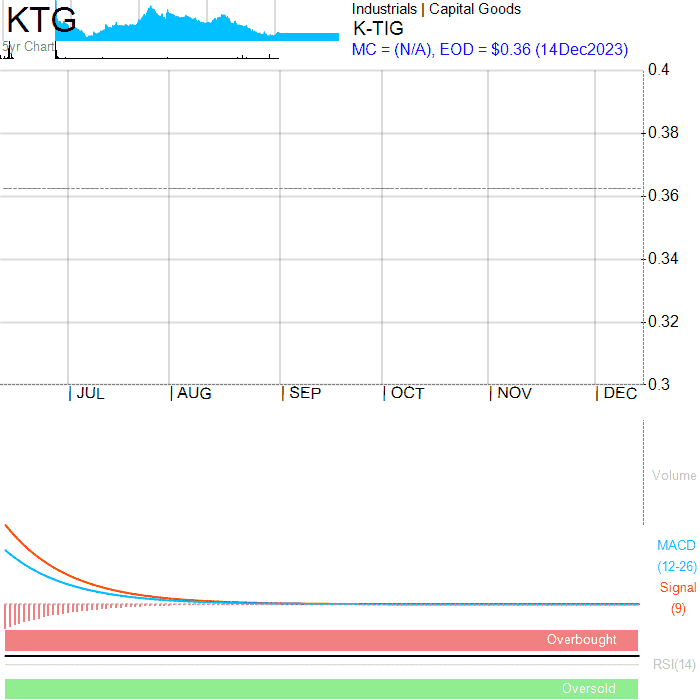 KTG
5yr Chart
Industrials | Capital Goods
K-TIG
MC = (N/A), EOD = $0.36 (14Dec2023)
0.4
0.38
0.36
0.34
0.32
0.3
JUL AUG SEP OCT NOV DEC
Volume
MACD
(12-26)
Signal
(9)
Overbought
RSI(14)
Oversold